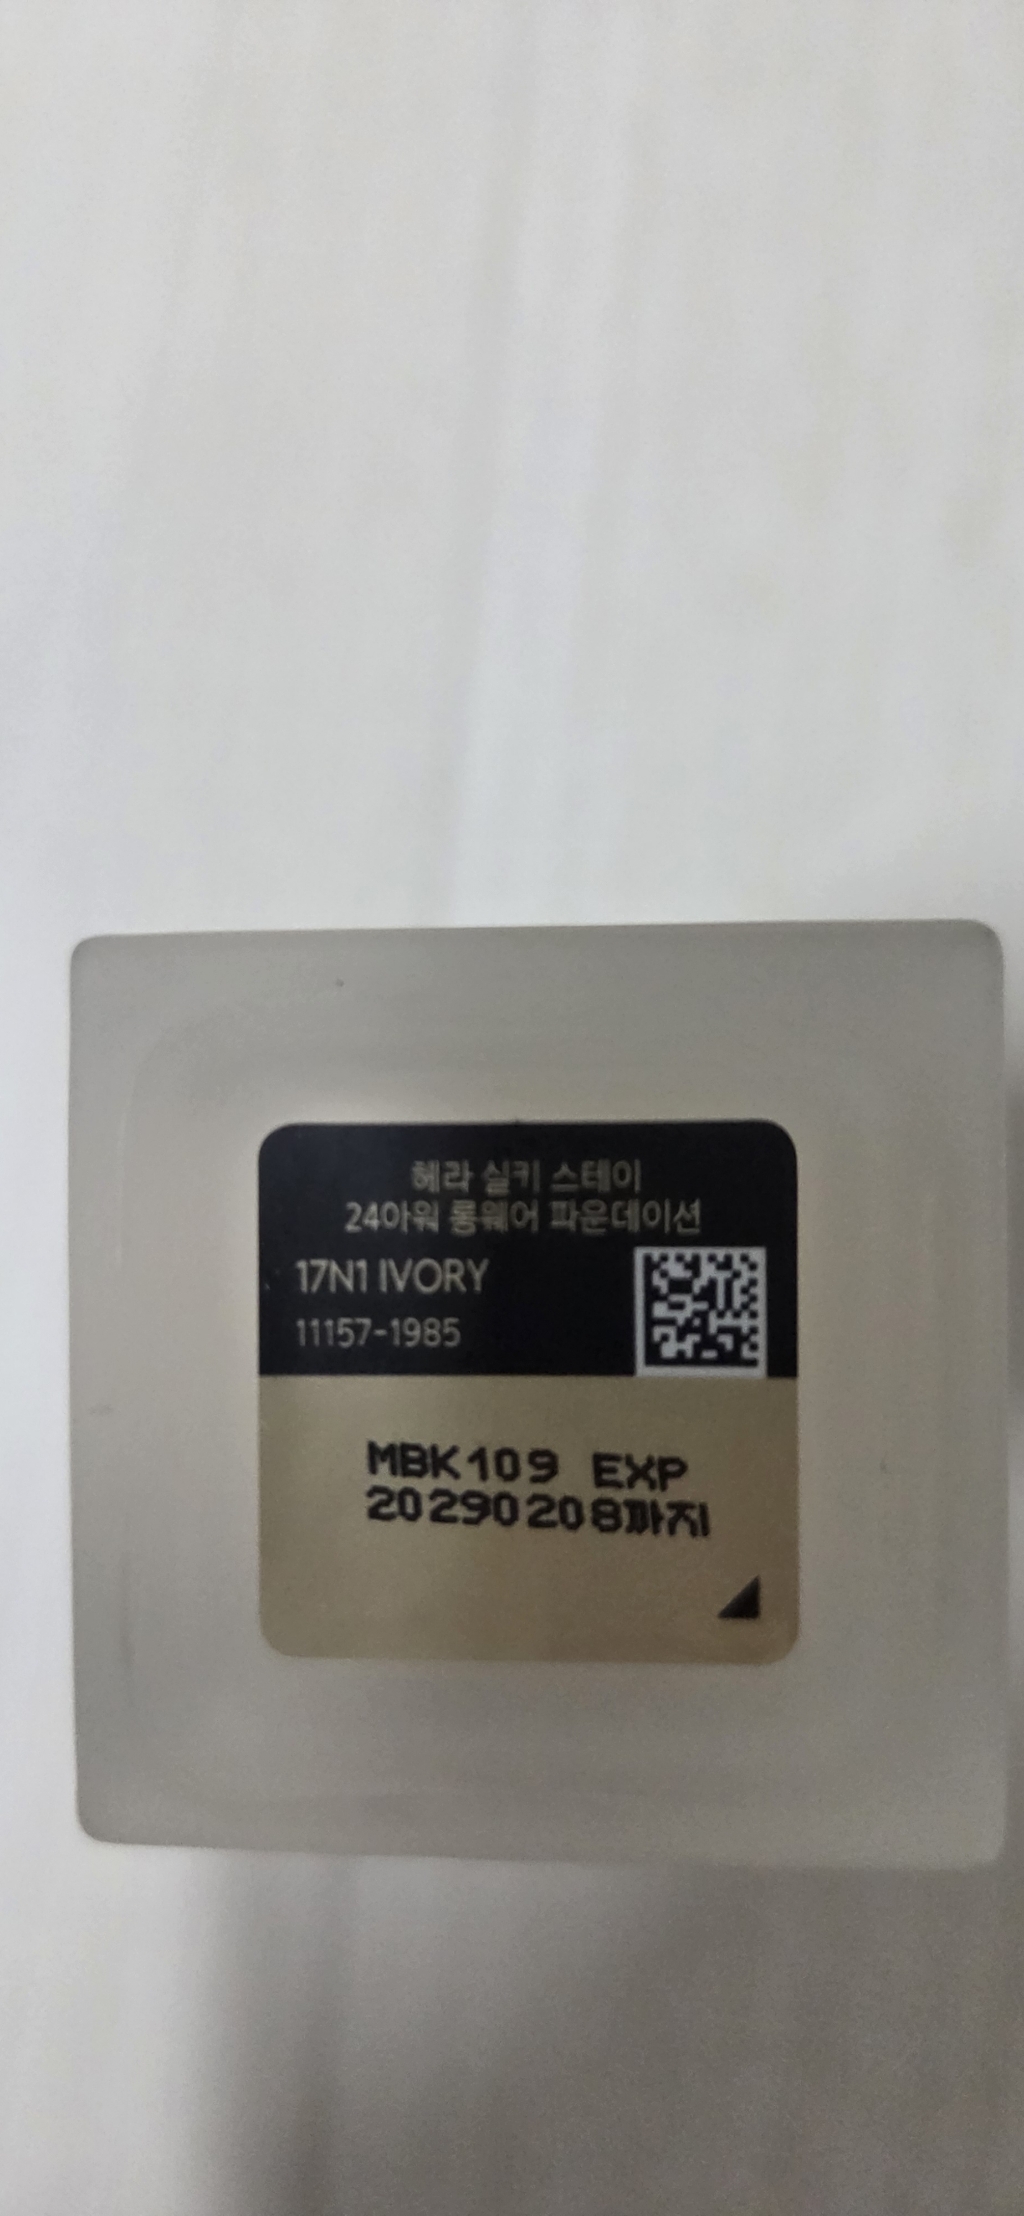 헤라 실키 스테이
24아워 롱웨어 파운데이션
17N1 IVORY
11157-1985
MBK109 EXP
20290208까지